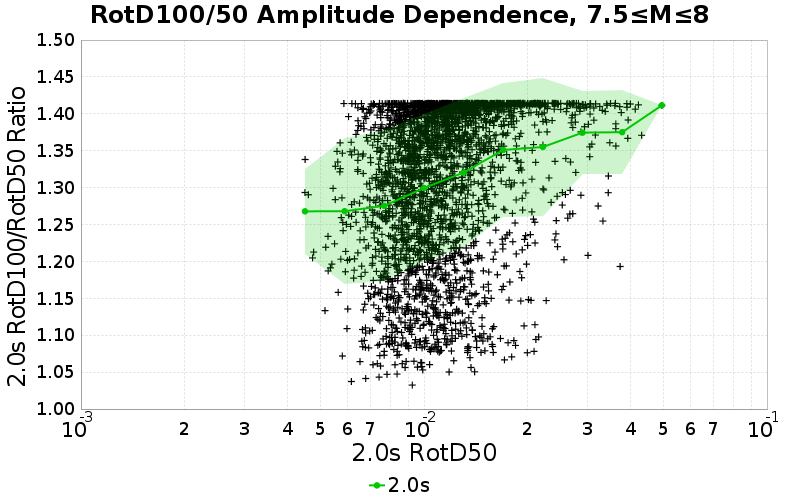 RotD100/50 Amplitude Dependence, 7.5≤M≤8
2.0s RotD100/RotD50 Ratio
1.50
1.45
1.40
1.35
1.30
1.25
1.20
1.15
1.10
1.05
1.00
10^-3 2 3 4 5 6 7 10^-2 2 3 4 5 6 7 10^-1
2.0s RotD50
2.0s